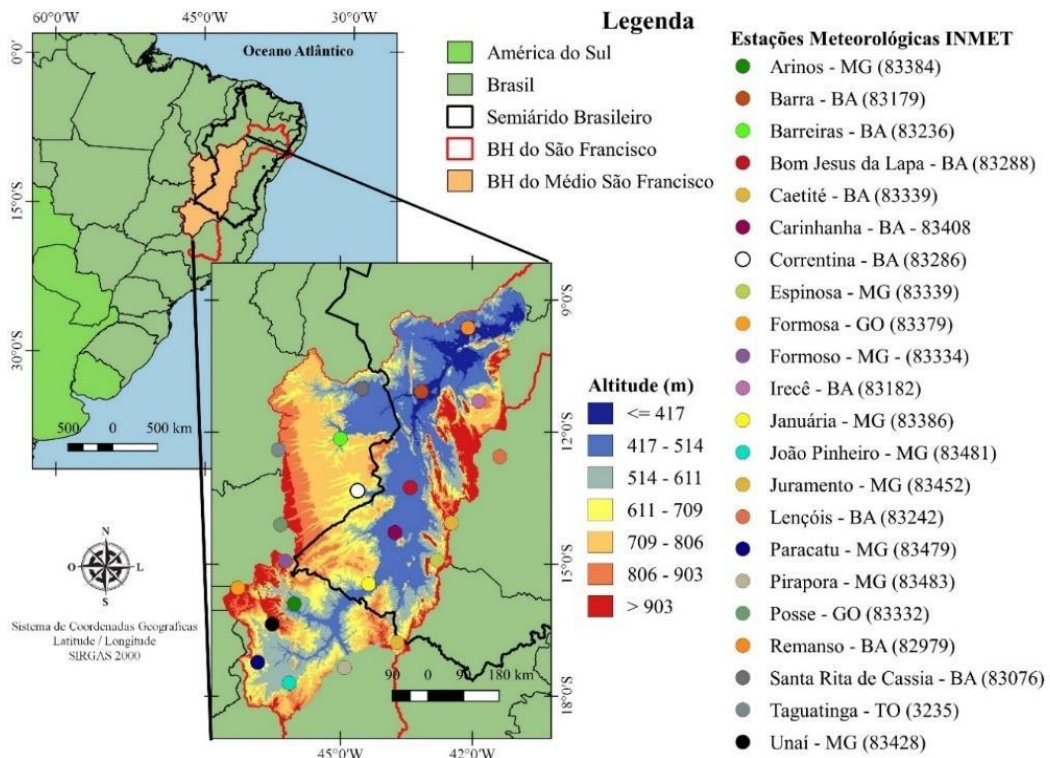 60°0'W 45°0'W 30°0'W
Oceano Atlântico
0°0'
15°0'S
30°0'S
500 0 500 km
N
O L
S
Sistema de Coordenadas Geograficas
Latitude / Longitude
SIRGAS 2000
Legenda
América do Sul
Brasil
Semiárido Brasileiro
BH do São Francisco
BH do Médio São Francisco
Altitude (m)
<= 417
417 - 514
514 - 611
611 - 709
709 - 806
806 - 903
> 903
9°0'S
12°0'S
15°0'S
18°0'S
90 0 90 180 km
45°0'W 42°0'W
Estações Meteorológicas INMET
Arinos - MG (83384)
Barra - BA (83179)
Barreiras - BA (83236)
Bom Jesus da Lapa - BA (83288)
Caetité - BA (83339)
Carinhanha - BA - 83408
Correntina - BA (83286)
Espinosa - MG (83339)
Formosa - GO (83379)
Formoso - MG - (83334)
Irecê - BA (83182)
Januária - MG (83386)
João Pinheiro - MG (83481)
Juramento - MG (83452)
Lençóis - BA (83242)
Paracatu - MG (83479)
Pirapora - MG (83483)
Posse - GO (83332)
Remanso - BA (82979)
Santa Rita de Cassia - BA (83076)
Taguatinga - TO (3235)
Unaí - MG (83428)